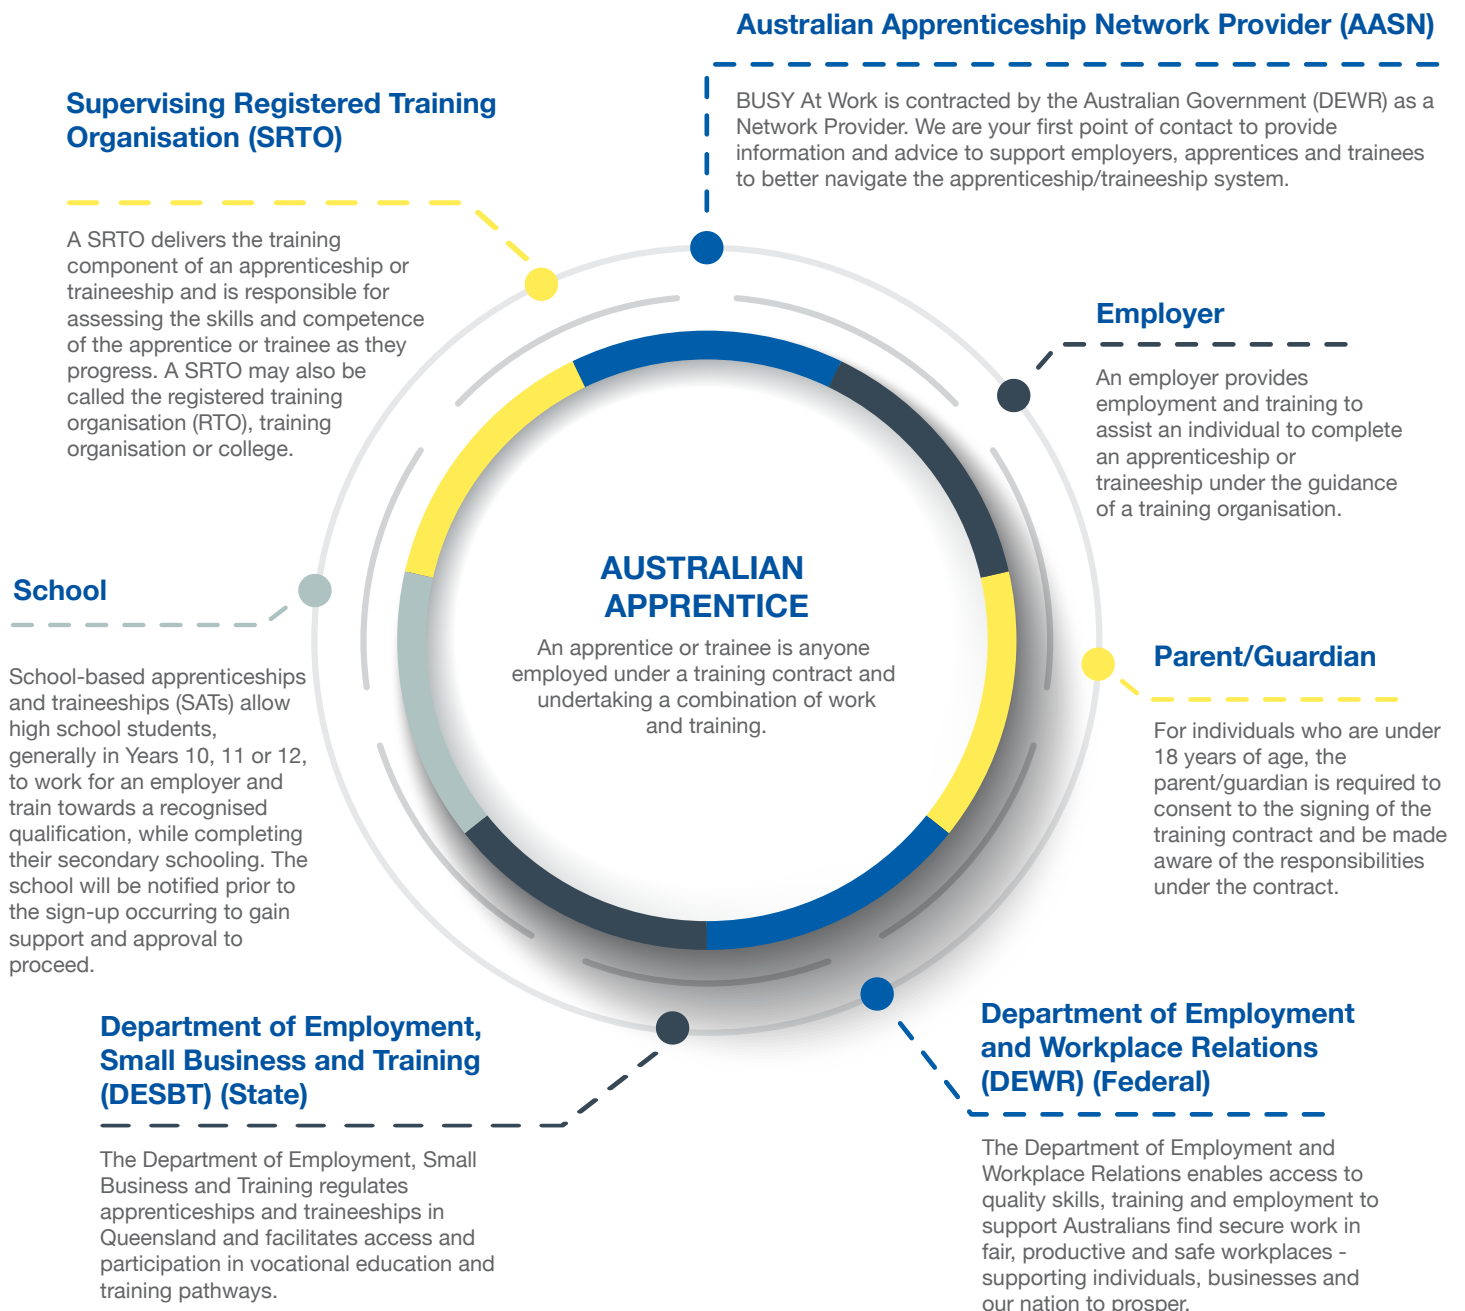 Australian Apprenticeship Network Provider (AASN)
BUSY At Work is contracted by the Australian Government (DEWR) as a
Network Provider. We are your first point of contact to provide
information and advice to support employers, apprentices and trainees
to better navigate the apprenticeship/traineeship system.
Supervising Registered Training
Organisation (SRTO)
A SRTO delivers the training
component of an apprenticeship or
traineeship and is responsible for
assessing the skills and competence
of the apprentice or trainee as they
progress. A SRTO may also be
called the registered training
organisation (RTO), training
organisation or college.
Employer
An employer provides
employment and training to
assist an individual to complete
an apprenticeship or
traineeship under the guidance
of a training organisation.
AUSTRALIAN
APPRENTICE
An apprentice or trainee is anyone
employed under a training contract and
undertaking a combination of work
and training.
School
School-based apprenticeships
and traineeships (SATs) allow
high school students,
generally in Years 10, 11 or 12,
to work for an employer and
train towards a recognised
qualification, while completing
their secondary schooling. The
school will be notified prior to
the sign-up occurring to gain
support and approval to
proceed.
Parent/Guardian
For individuals who are under
18 years of age, the
parent/guardian is required to
consent to the signing of the
training contract and be made
aware of the responsibilities
under the contract.
Department of Employment,
Small Business and Training
(DESBT) (State)
The Department of Employment, Small
Business and Training regulates
apprenticeships and traineeships in
Queensland and facilitates access and
participation in vocational education and
training pathways.
Department of Employment
and Workplace Relations
(DEWR) (Federal)
The Department of Employment and
Workplace Relations enables access to
quality skills, training and employment to
support Australians find secure work in
fair, productive and safe workplaces -
supporting individuals, businesses and
our nation to prosper.